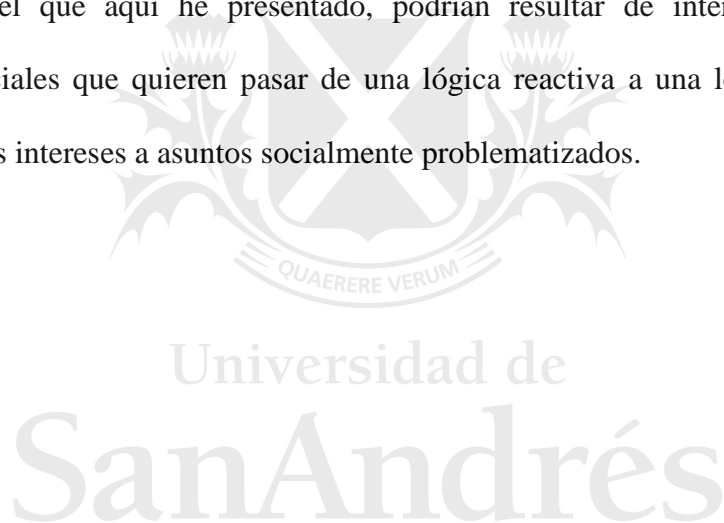 el que aquí he presentado, podrían resultar de inter
ciales que quieren pasar de una lógica reactiva a una l
s intereses a asuntos socialmente problematizados.
QUAERERE VERUM
Universidad de
SanAndrés